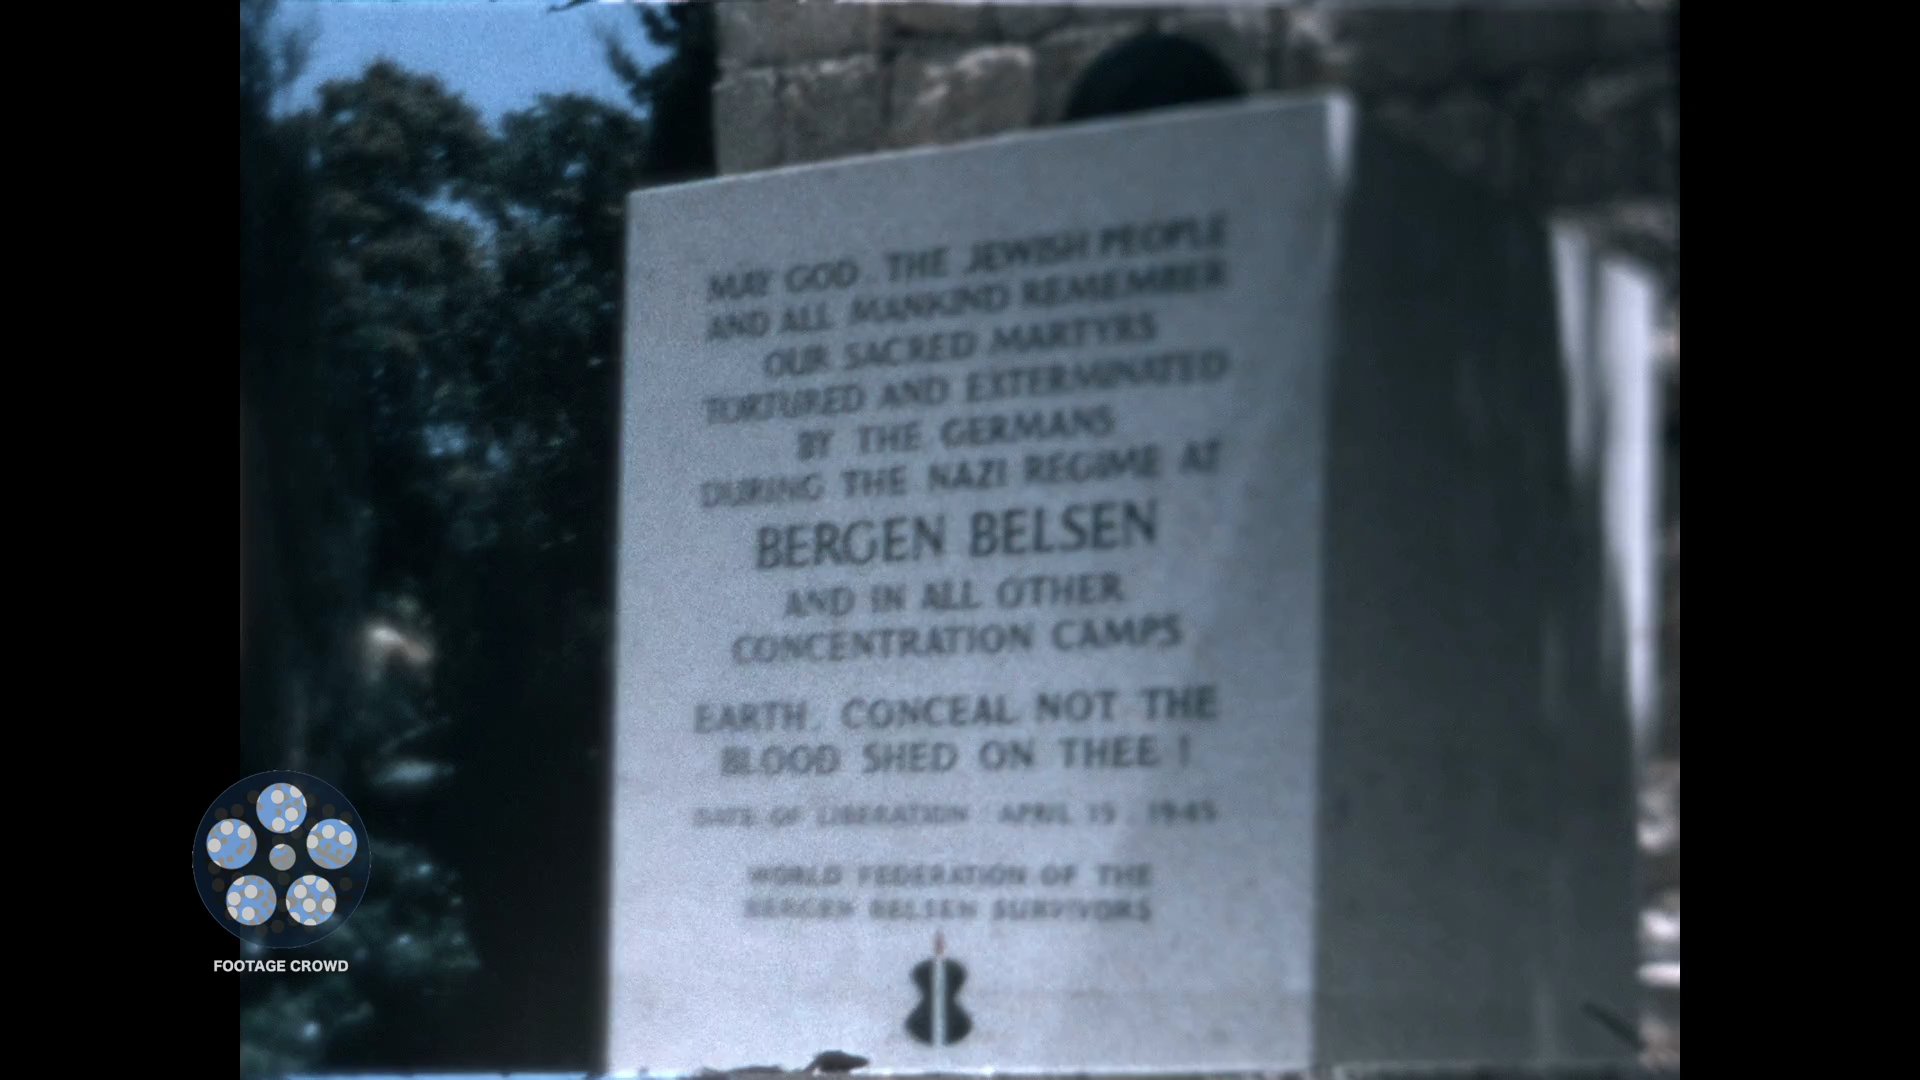 MAY GOD, THE JEWISH PEOPLE
AND ALL MANKIND REMEMBER
OUR SACRED MARTYRS
TORTURED AND EXTERMINATED
BY THE GERMANS
DURING THE NAZI REGIME AT
BERGEN BELSEN
AND IN ALL OTHER
CONCENTRATION CAMPS
EARTH, CONCEAL NOT THE
BLOOD SHED ON THEE !
DATE OF LIBERATION : APRIL 15, 1945
WORLD FEDERATION OF THE
BERGEN BELSEN SURVIVORS
FOOTAGE CROWD